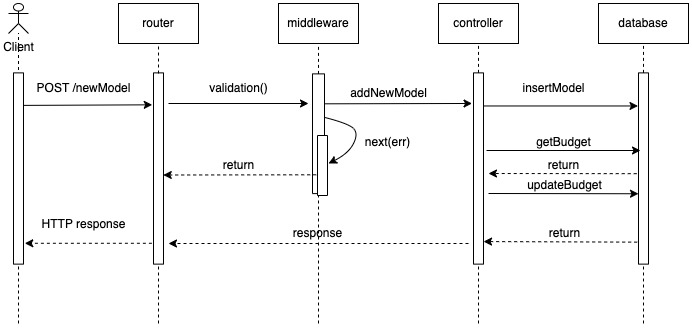 router
middleware
controller
database
Client
POST /newModel
validation()
addNewModel
insertModel
next(err)
getBudget
return
return
updateBudget
HTTP response
response
return